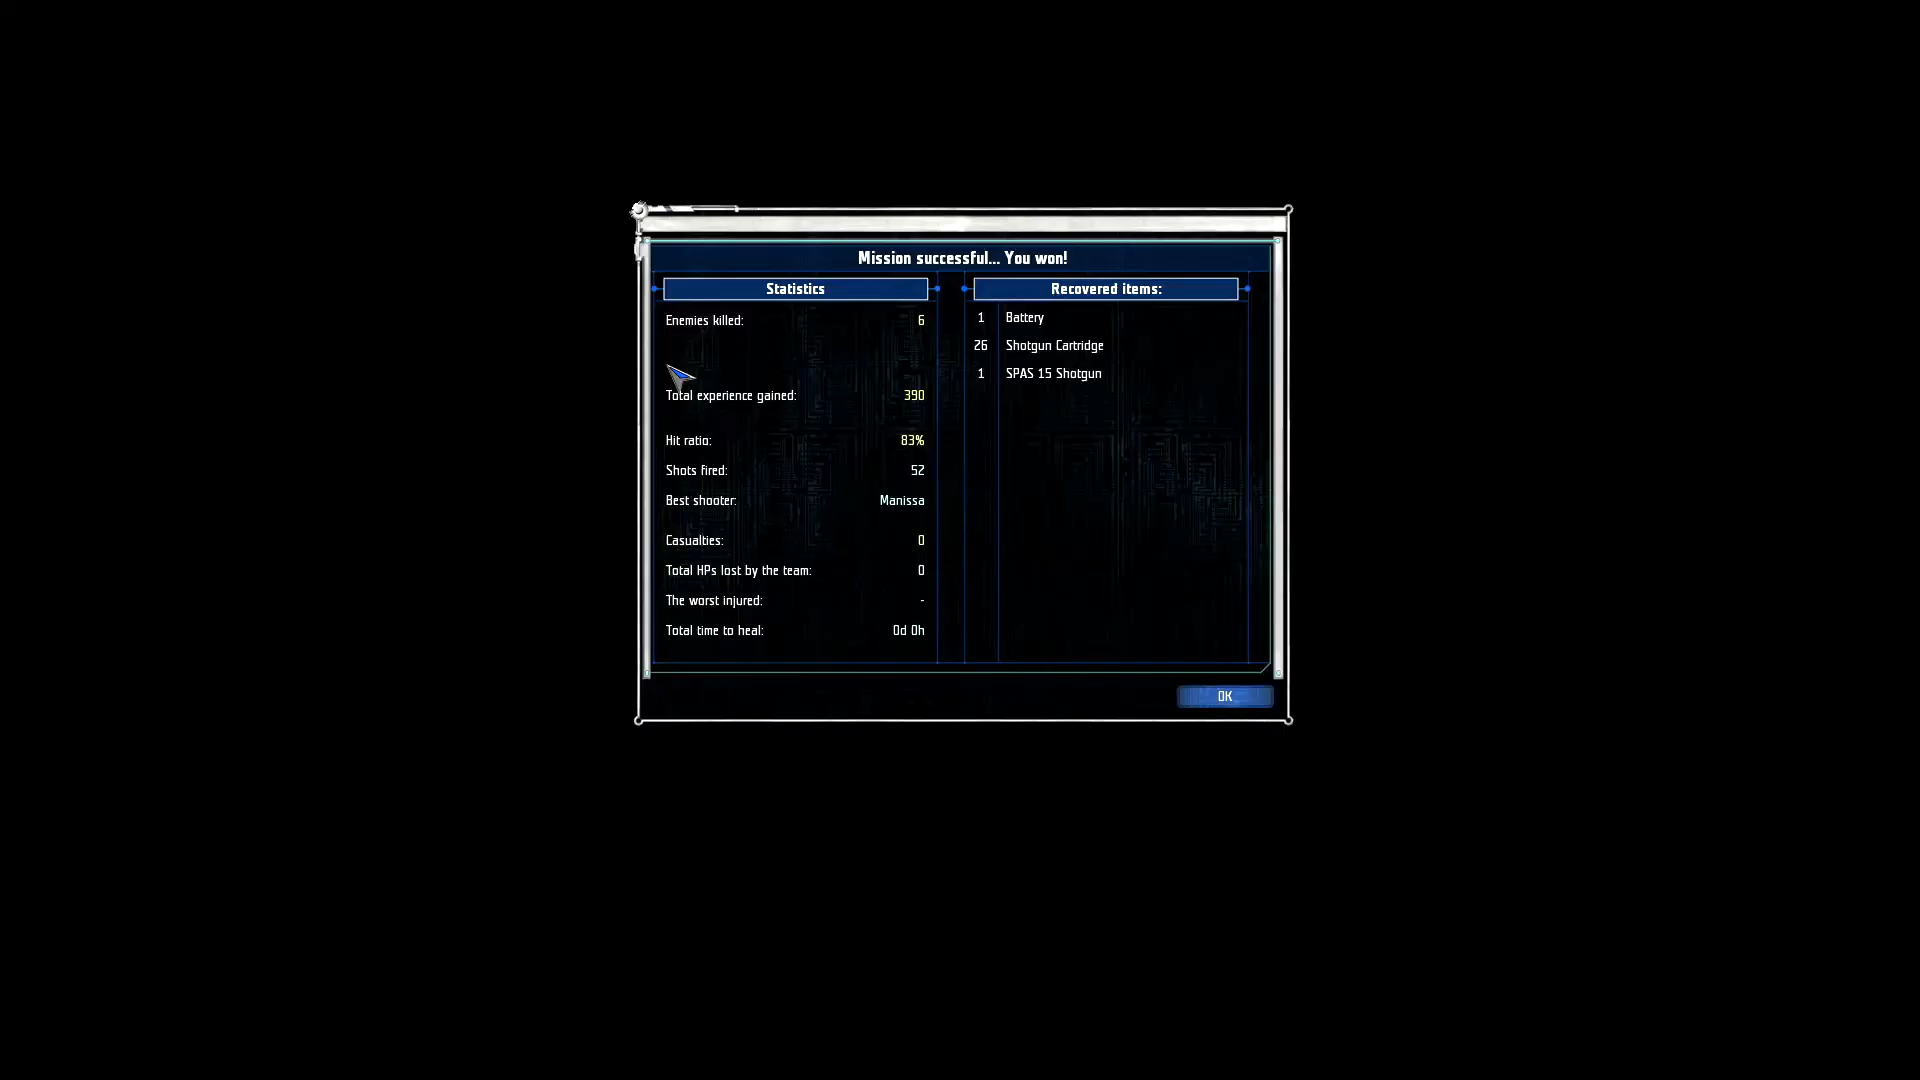 Mission successful... You won!
Statistics
Enemies killed: 6
Total experience gained: 390
Hit ratio: 83%
Shots fired: 52
Best shooter: Manissa
Casualties: 0
Total HPs lost by the team: 0
The worst injured: -
Total time to heal: 0d 0h
Recovered items:
1 Battery
26 Shotgun Cartridge
1 SPAS 15 Shotgun
OK